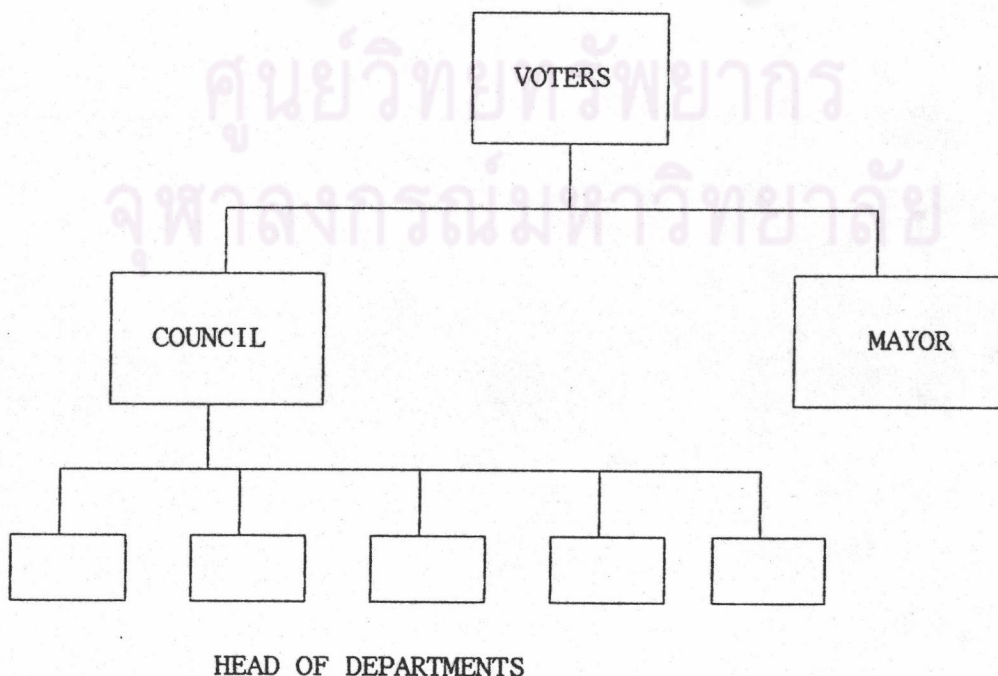 VOTERS
ศูนย์วิทยทรัพยากร
จุฬาลงกรณ์มหาวิทยาลัย
COUNCIL
MAYOR
HEAD OF DEPARTMENTS